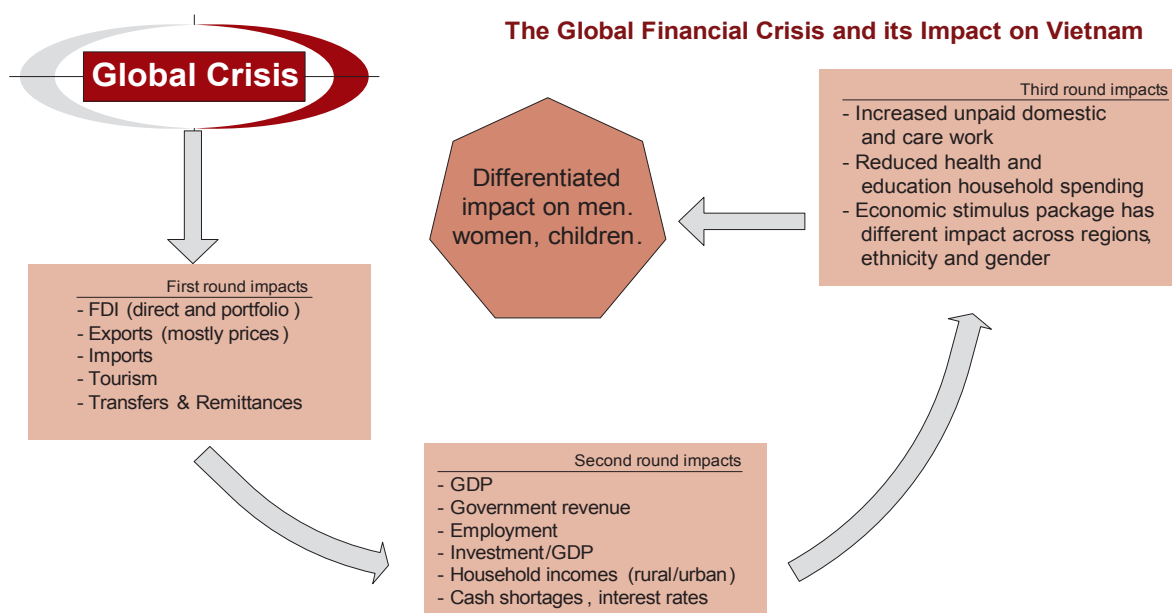 The Global Financial Crisis and its Impact on Vietnam
Global Crisis
First round impacts
- FDI (direct and portfolio )
- Exports (mostly prices )
- Imports
- Tourism
- Transfers & Remittances
Second round impacts
- GDP
- Government revenue
- Employment
- Investment/GDP
- Household incomes (rural/urban)
- Cash shortages , interest rates
Third round impacts
- Increased unpaid domestic
and care work
- Reduced health and
education household spending
- Economic stimulus package has
different impact across regions,
ethnicity and gender
Differentiated
impact on men.
women, children.